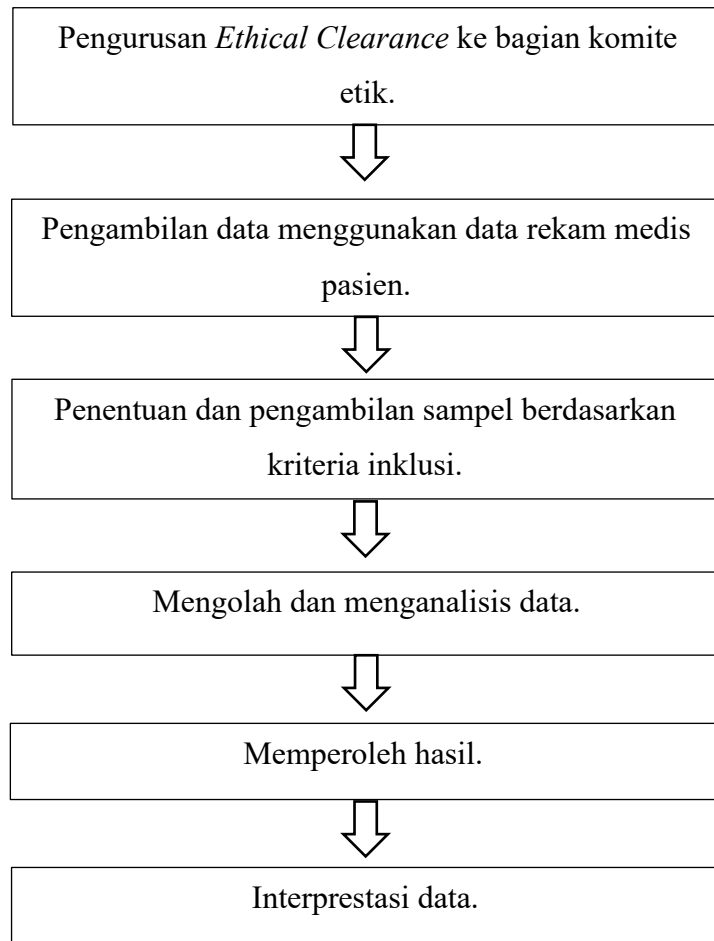 Pengurusan Ethical Clearance ke bagian komite
etik.
Pengambilan data menggunakan data rekam medis
pasien.
Penentuan dan pengambilan sampel berdasarkan
kriteria inklusi.
Mengolah dan menganalisis data.
Memperoleh hasil.
Interprestasi data.